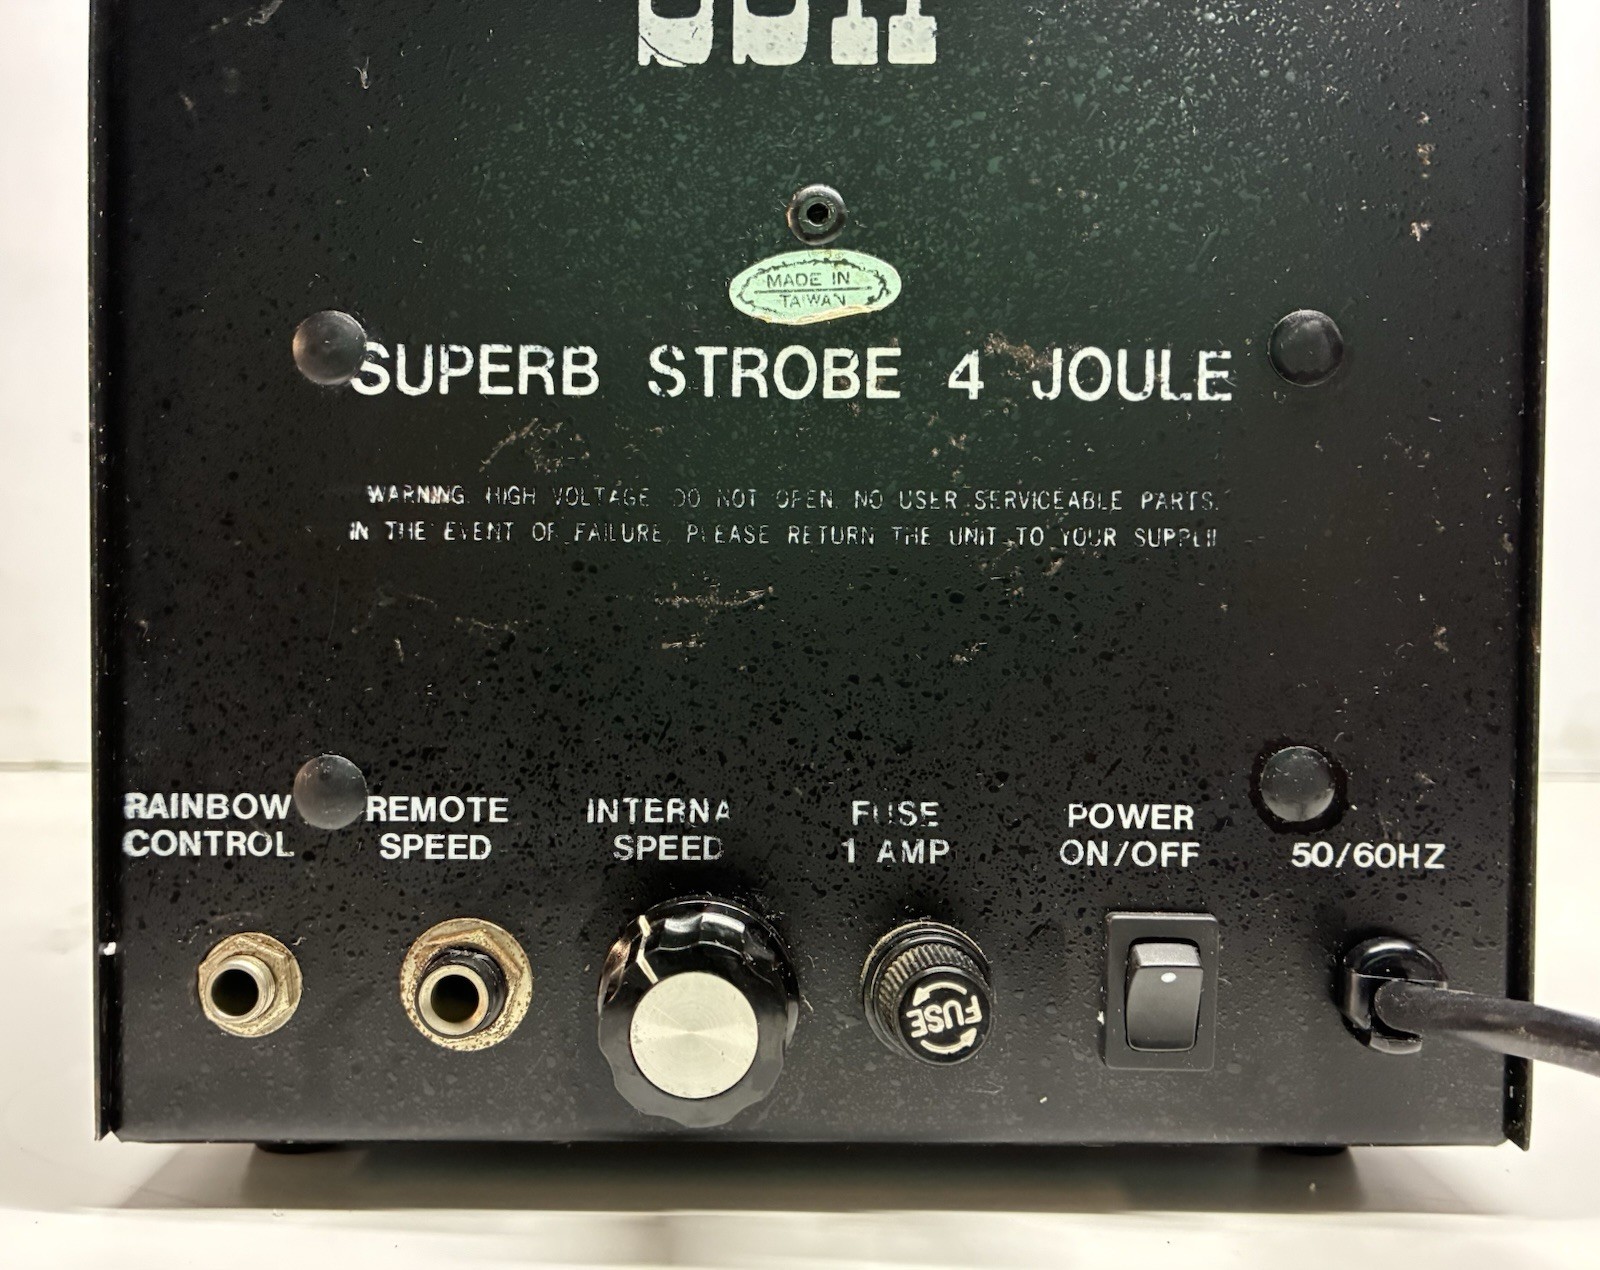 MADE IN
TAIWAN
SUPERB STROBE 4 JOULE
WARNING HIGH VOLTAGE DO NOT OPEN. NO USER SERVICEABLE PARTS.
IN THE EVENT OF FAILURE PLEASE RETURN THE UNIT TO YOUR
RAINBOW CONTROL
REMOTE SPEED
INTERNA SPEED
FUSE 1 AMP
POWER ON/OFF
50/60HZ
FUSE